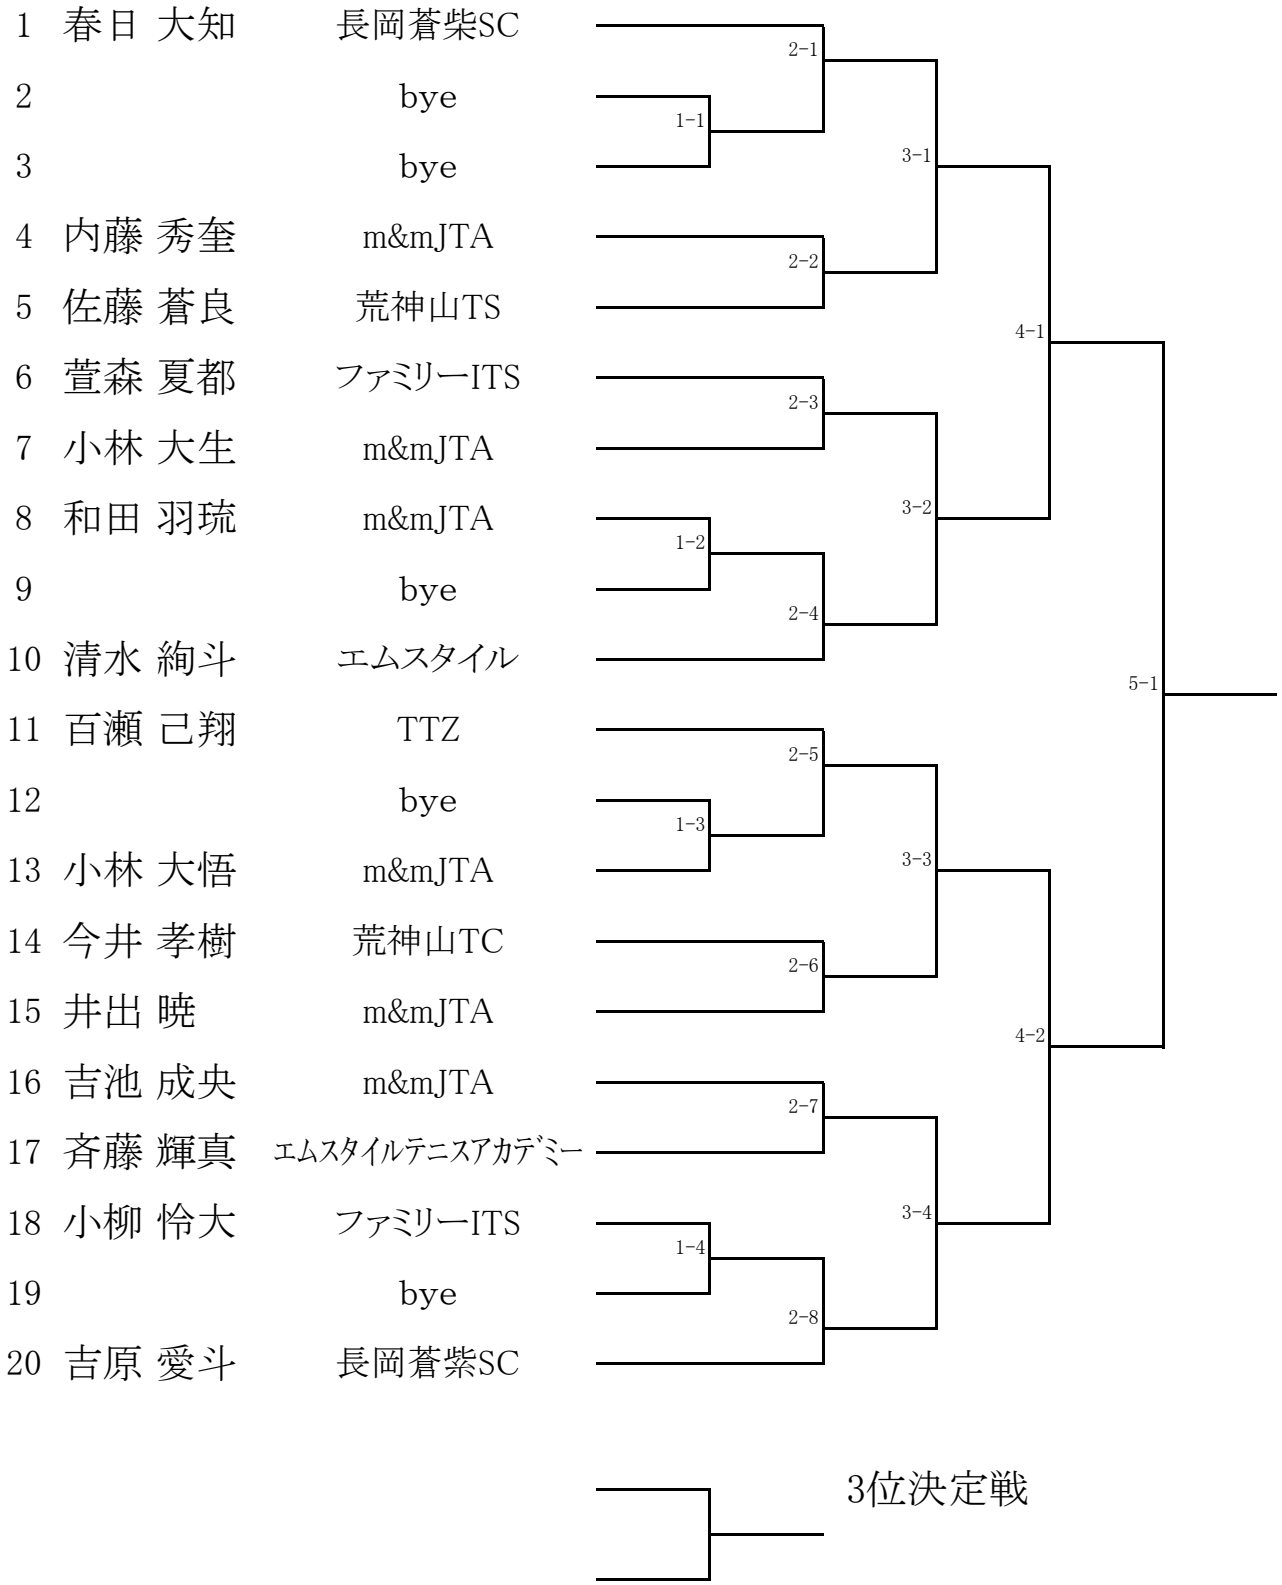 1 春日 大知 長岡蒼柴SC
2-1
2 bye
1-1
3 bye
3-1
4 内藤 秀奎 m&mJTA
2-2
5 佐藤 蒼良 荒神山TS
4-1
6 萱森 夏都 ファミリーITS
2-3
7 小林 大生 m&mJTA
3-2
8 和田 羽琉 m&mJTA
1-2
9 bye
2-4
10 清水 絢斗 エムスタイル
5-1
11 百瀬 己翔 TTZ
2-5
12 bye
1-3
13 小林 大悟 m&mJTA
3-3
14 今井 孝樹 荒神山TC
2-6
15 井出 暁 m&mJTA
4-2
16 吉池 成央 m&mJTA
2-7
17 斉藤 輝真 エムスタイルテニスアカデミー
3-4
18 小柳 怜大 ファミリーITS
1-4
19 bye
2-8
20 吉原 愛斗 長岡蒼紫SC
3位決定戦